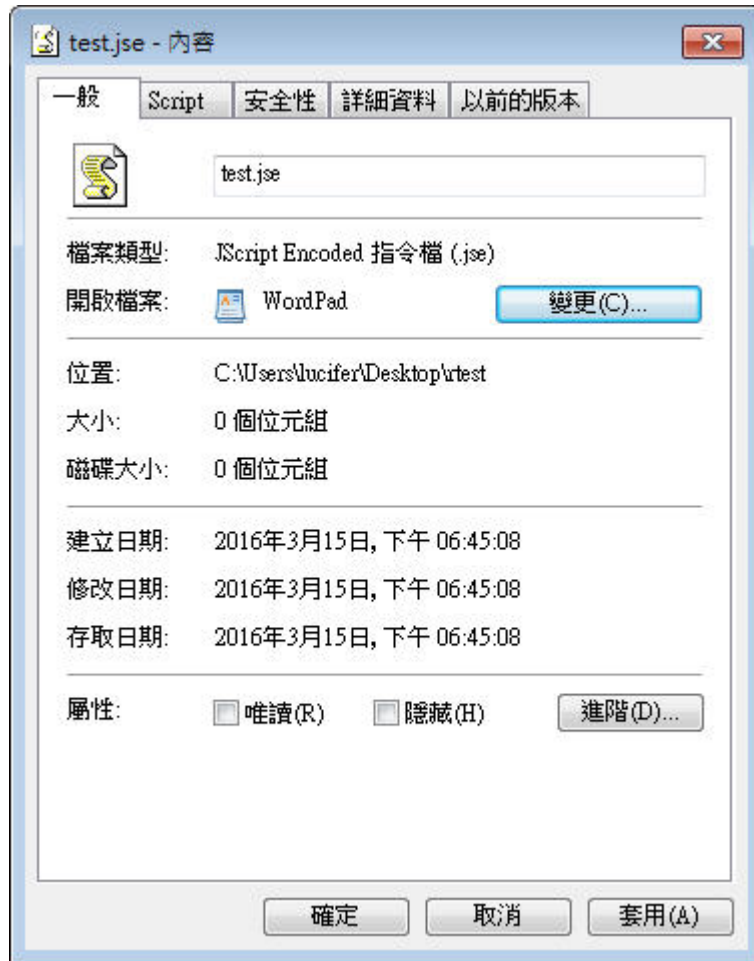 test.jse - 內容
一般 Script 安全性 詳細資料 以前的版本
test.jse
檔案類型: JScript Encoded 指令檔 (.jse)
開啟檔案: WordPad 變更(C)...
位置: C:\Users\lucifer\Desktop\rtest
大小: 0 個位元組
磁碟大小: 0 個位元組
建立日期: 2016年3月15日, 下午 06:45:08
修改日期: 2016年3月15日, 下午 06:45:08
存取日期: 2016年3月15日, 下午 06:45:08
屬性: 唯讀(R) 隱藏(H) 進階(D)...
確定 取消 套用(A)